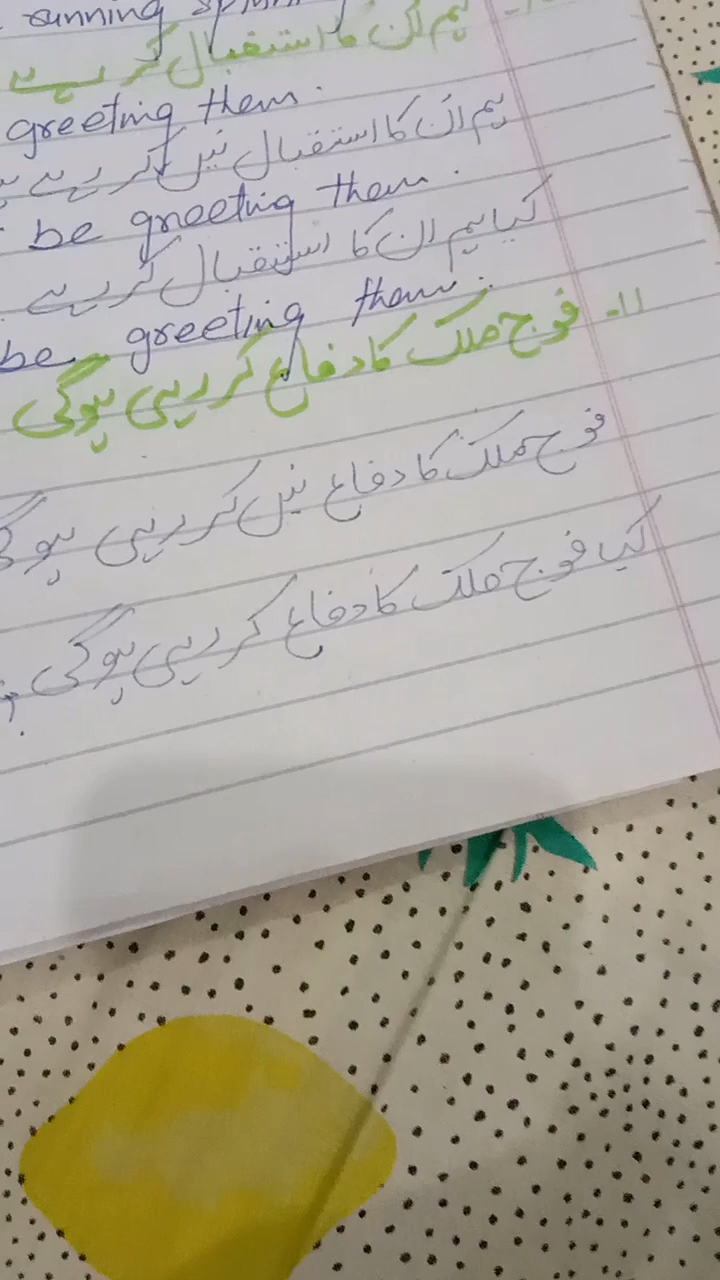 running
ہم ان کا استقبال کر رہے
greeting them.
ہم ان کا استقبال نہیں کر رہے
be greeting them.
کیا ہم ان کا استقبال کر رہے
be greeting them.
11- فوج ملک کا دفاع کر رہی ہوگی
فوج ملک کا دفاع نہیں کر رہی ہوگی
کیا فوج ملک کا دفاع کر رہی ہوگی ؟